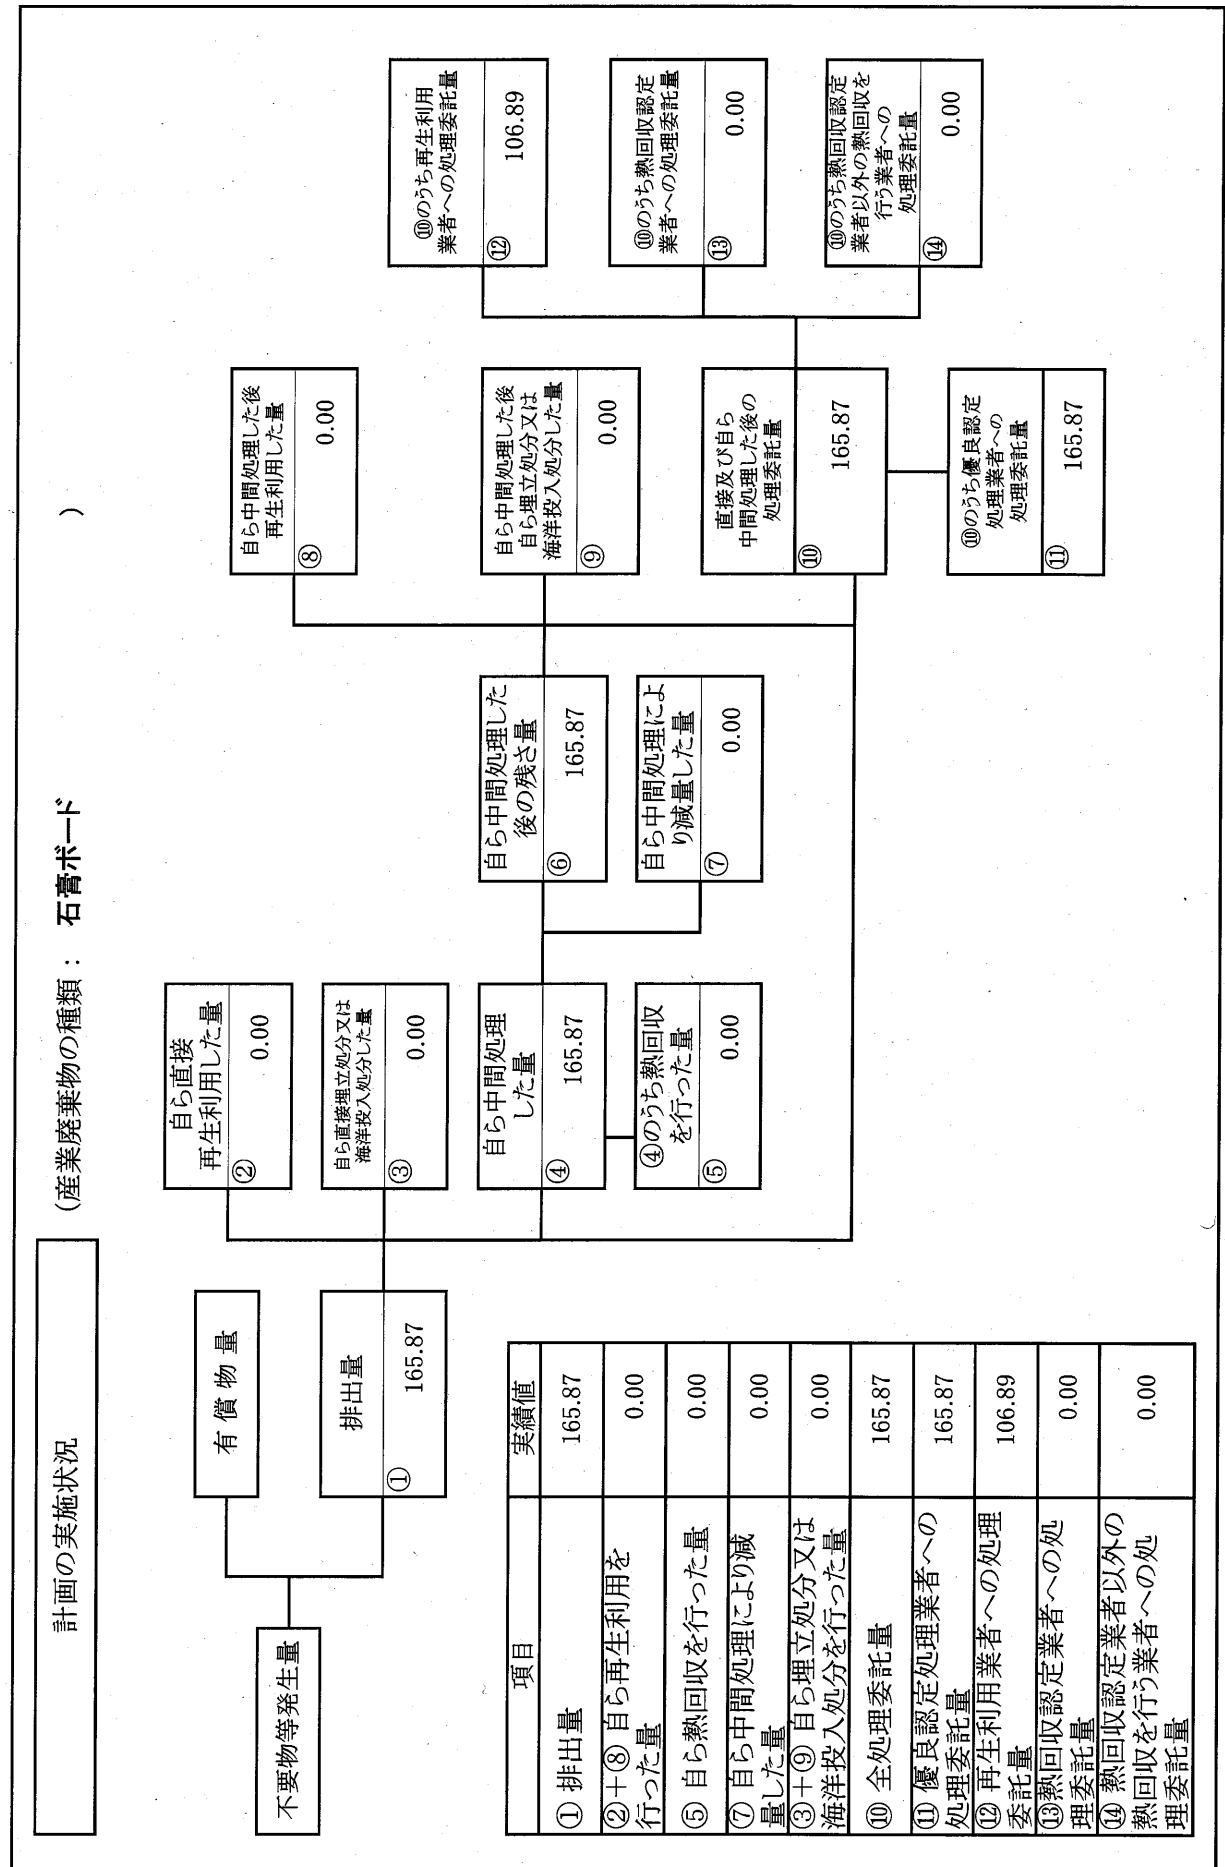 計画の実施状況
(産業廃棄物の種類： 石膏ボード )
不要物等発生量
有 償 物 量
排出量
① 165.87
自ら直接
再生利用した量
② 0.00
自ら直接埋立処分又は
海洋投入処分した量
③ 0.00
自ら中間処理
した量
④ 165.87
④のうち熱回収
を行った量
⑤ 0.00
自ら中間処理した
後の残さ量
⑥ 165.87
自ら中間処理によ
り減量した量
⑦ 0.00
自ら中間処理した後
再生利用した量
⑧ 0.00
自ら中間処理した後
自ら埋立処分又は
海洋投入処分した量
⑨ 0.00
直接及び自ら
中間処理した後の
処理委託量
⑩ 165.87
⑩のうち優良認定
処理業者への
処理委託量
⑪ 165.87
⑩のうち再生利用
業者への処理委託量
⑫ 106.89
⑩のうち熱回収認定
業者への処理委託量
⑬ 0.00
⑩のうち熱回収認定
業者以外の熱回収を
行う業者への
処理委託量
⑭ 0.00
項目 実績値
① 排出量 165.87
②＋⑧ 自ら再生利用を
行った量 0.00
⑤ 自ら熱回収を行った量 0.00
⑦ 自ら中間処理により減
量した量 0.00
③＋⑨ 自ら埋立処分又は
海洋投入処分を行った量 0.00
⑩ 全処理委託量 165.87
⑪ 優良認定処理業者への
処理委託量 165.87
⑫ 再生利用業者への処理
委託量 106.89
⑬熱回収認定業者への処
理委託量 0.00
⑭ 熱回収認定業者以外の
熱回収を行う業者への処
理委託量 0.00